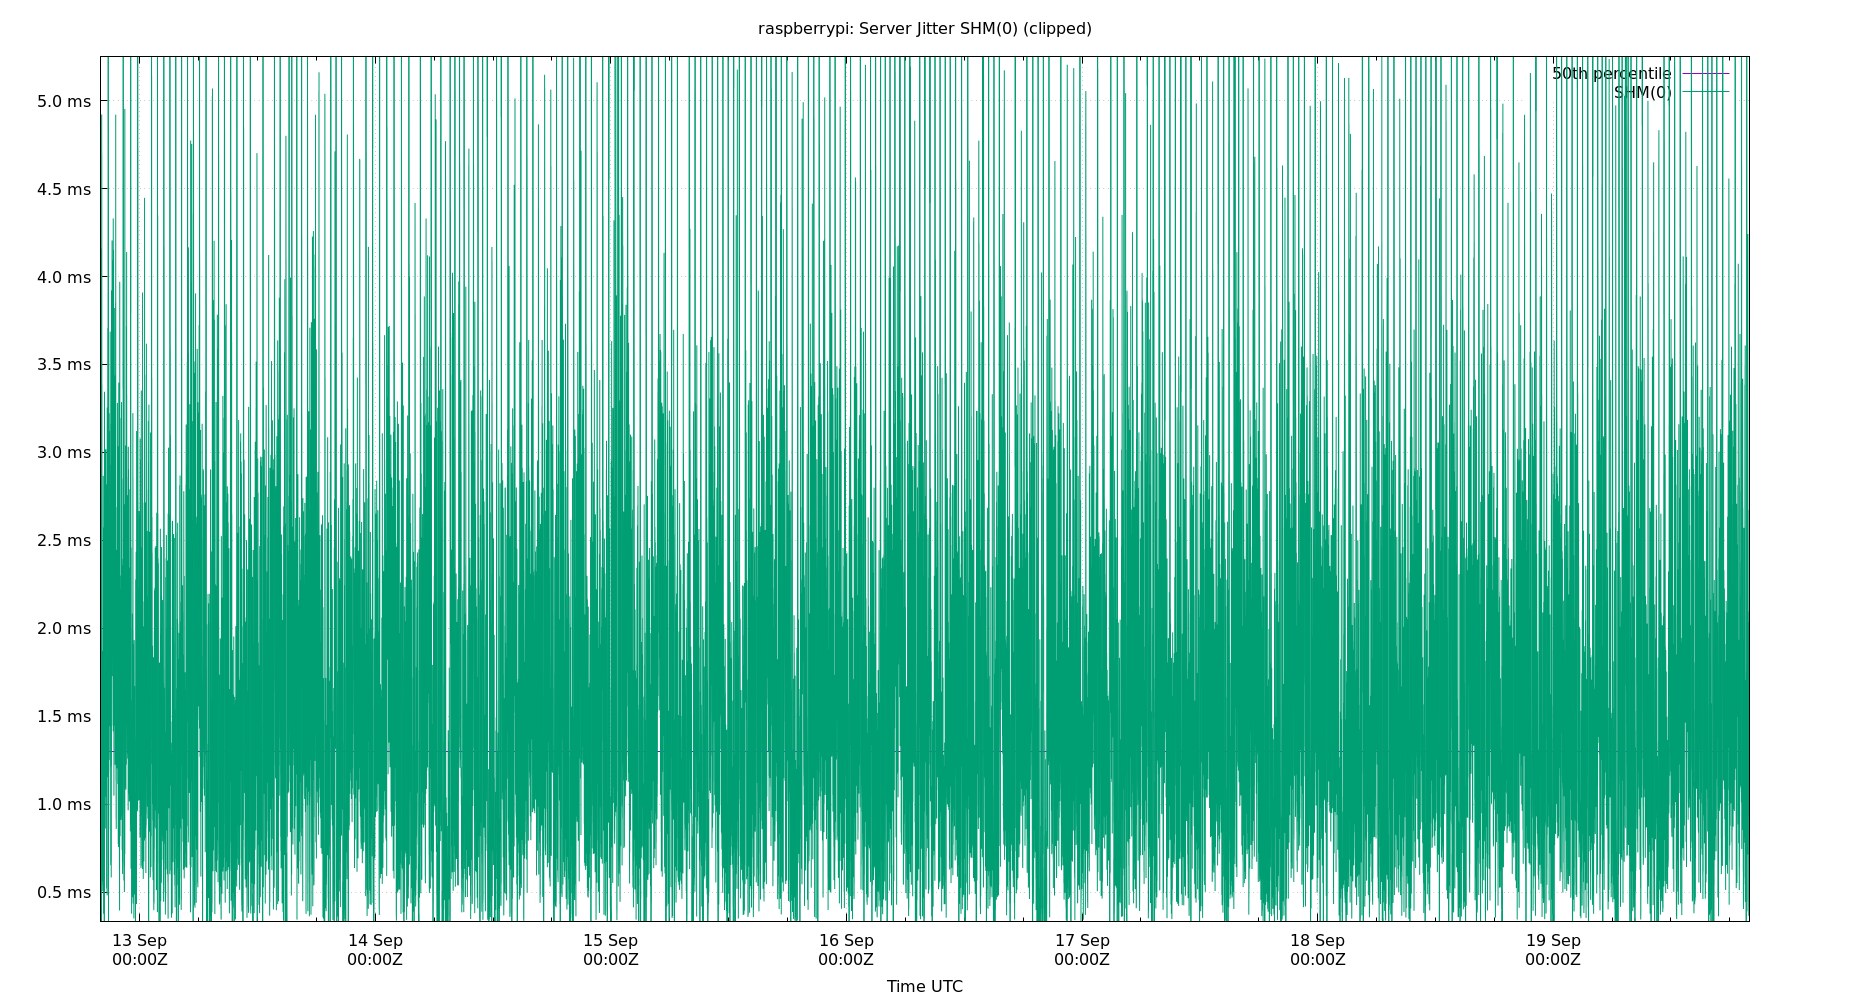 raspberrypi: Server Jitter SHM(0) (clipped)
50th percentile
SHM(0)
5.0 ms
4.5 ms
4.0 ms
3.5 ms
3.0 ms
2.5 ms
2.0 ms
1.5 ms
1.0 ms
0.5 ms
13 Sep 14 Sep 15 Sep 16 Sep 17 Sep 18 Sep 19 Sep
00:00Z 00:00Z 00:00Z 00:00Z 00:00Z 00:00Z 00:00Z
Time UTC